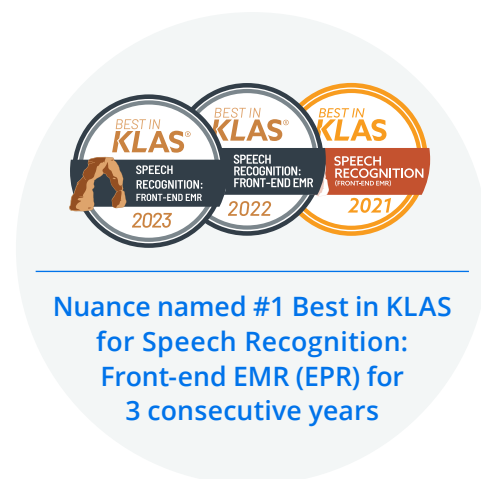 BEST IN
KLAS®
SPEECH
RECOGNITION:
FRONT-END EMR
2023
BEST IN
KLAS®
SPEECH
RECOGNITION:
FRONT-END EMR
2022
BEST IN
KLAS
SPEECH
RECOGNITION
(FRONT-END EMR)
2021
Nuance named #1 Best in KLAS
for Speech Recognition:
Front-end EMR (EPR) for
3 consecutive years